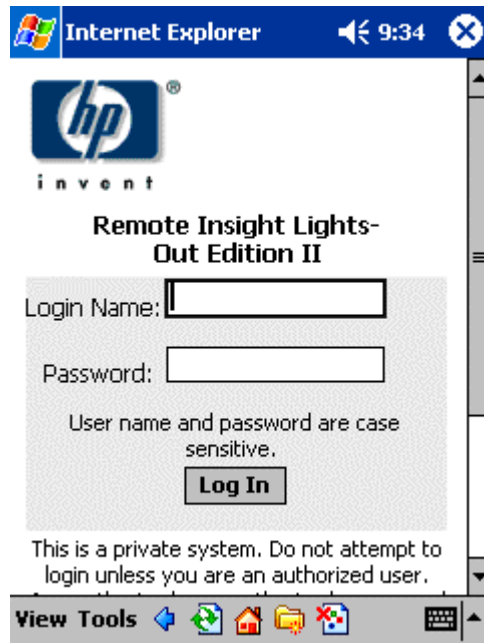 Internet Explorer 9:34
hp
®
invent
Remote Insight Lights-
Out Edition II
Login Name:
Password:
User name and password are case
sensitive.
Log In
This is a private system. Do not attempt to
login unless you are an authorized user.
View Tools